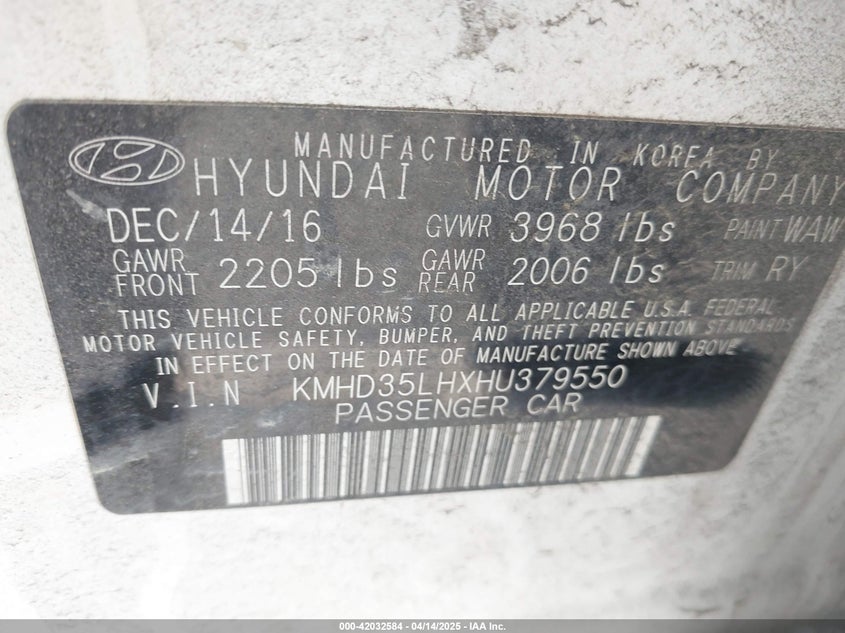 MANUFACTURED IN KOREA BY
HYUNDAI MOTOR COMPANY
DEC/14/16 GVWR 3968 lbs PAINT WAW
GAWR FRONT 2205 lbs GAWR REAR 2006 lbs TRIM RY
THIS VEHICLE CONFORMS TO ALL APPLICABLE U.S.A. FEDERAL
MOTOR VEHICLE SAFETY, BUMPER, AND THEFT PREVENTION STANDARDS
IN EFFECT ON THE DATE OF MANUFACTURE SHOWN ABOVE
V.I.N KMHD35LHXHU379550
PASSENGER CAR
000-42032584 - 04/14/2025 - IAA Inc.